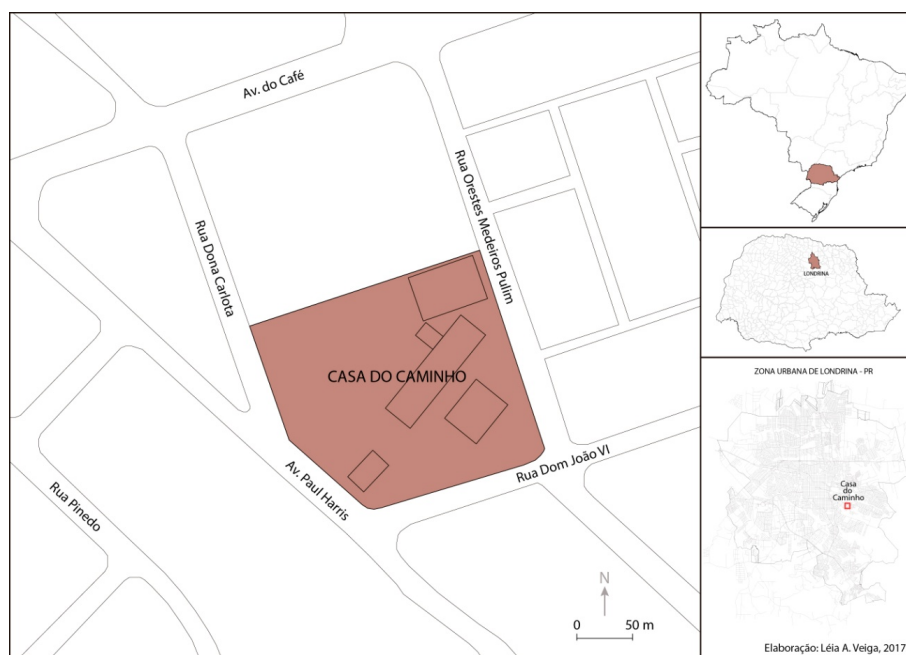 Av. do Café
Rua Orestes Medeiros Pulim
Rua Dona Carlota
CASA DO CAMINHO
Av. Paul Harris
Rua Dom João VI
Rua Pinedo
N
0 50 m
LONDRINA
ZONA URBANA DE LONDRINA - PR
Casa
do
Caminho
Elaboração: Léia A. Veiga, 2017